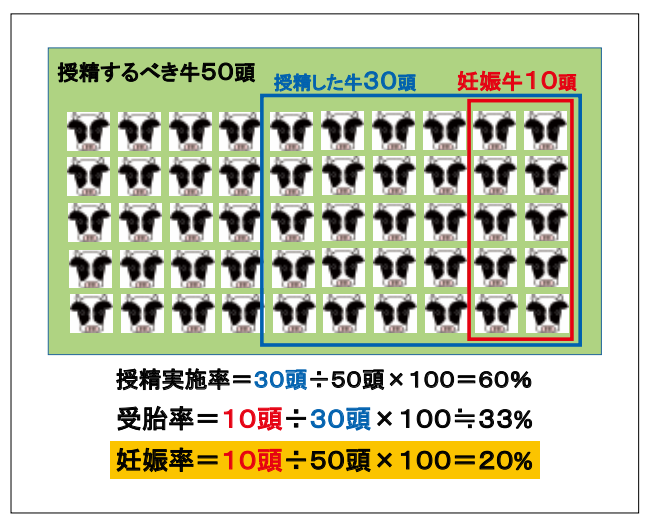 授精するべき牛50頭
授精した牛30頭
妊娠牛10頭
授精実施率＝30頭÷50頭×100＝60%
受胎率＝10頭÷30頭×100≒33%
妊娠率＝10頭÷50頭×100＝20%